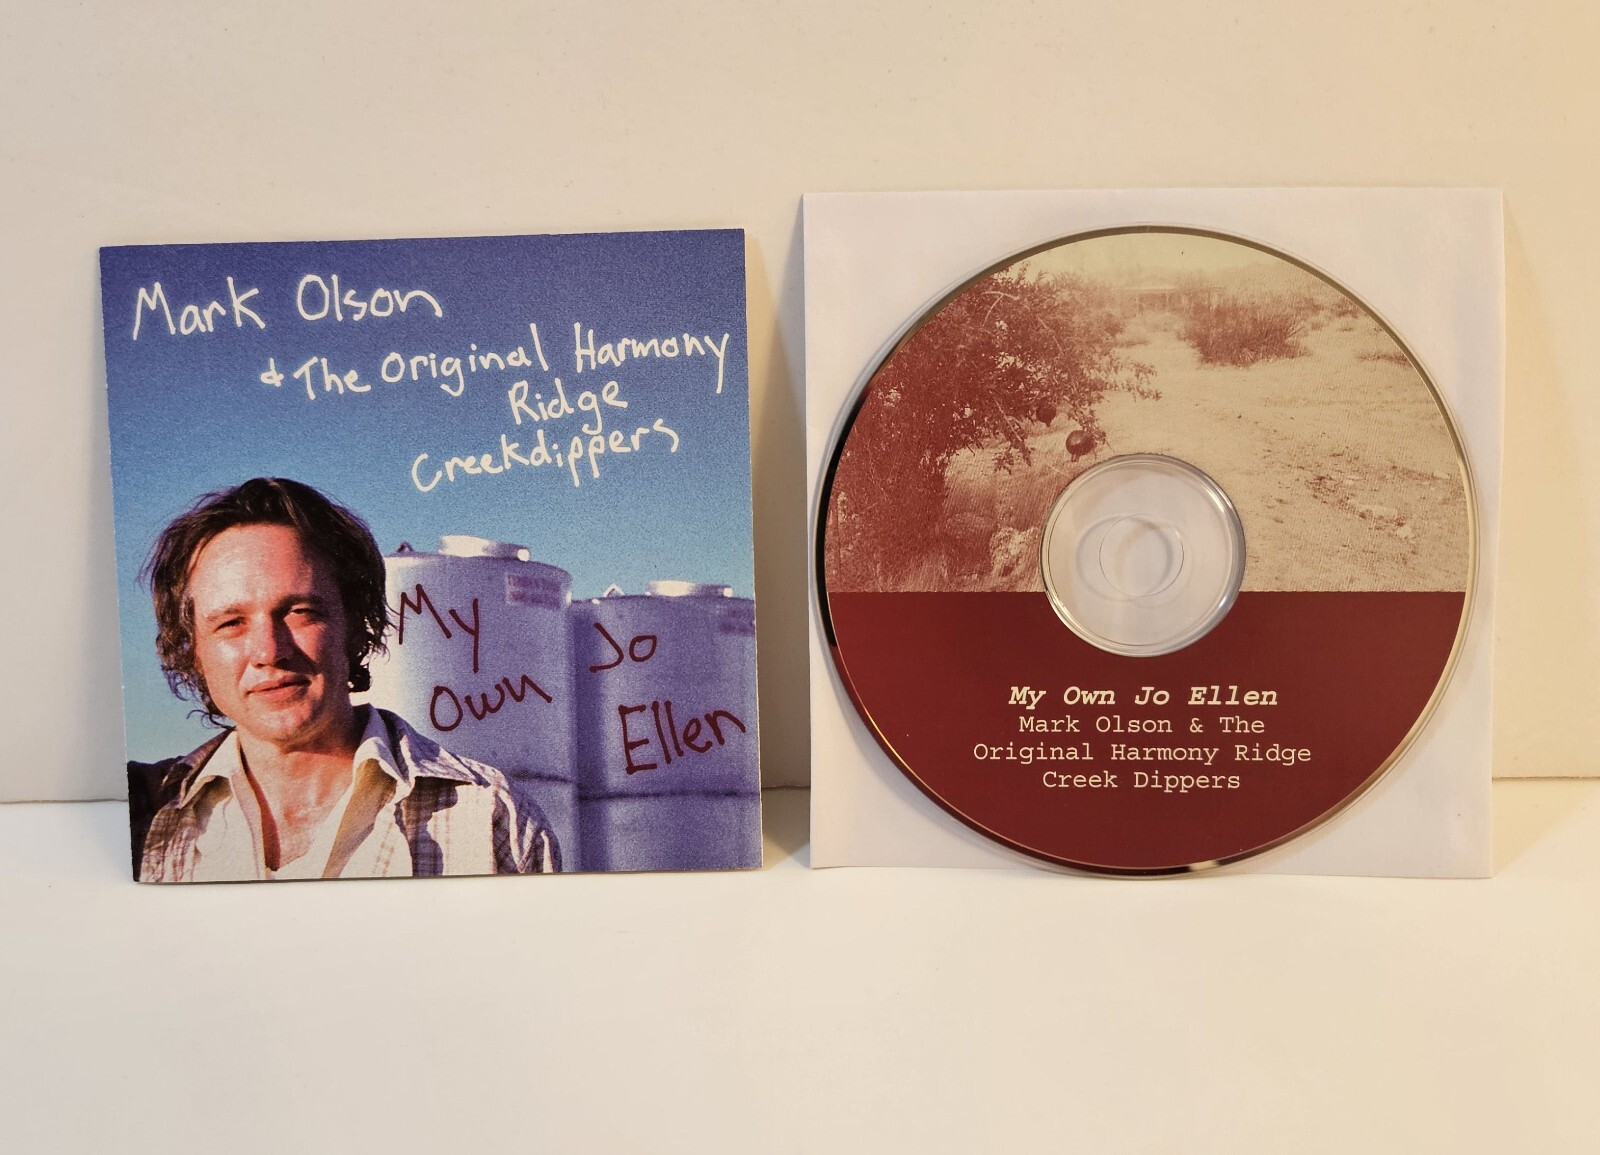 Mark Olson
& The Original Harmony
Ridge
Creekdippers
My Jo
Own Ellen
My Own Jo Ellen
Mark Olson & The
Original Harmony Ridge
Creek Dippers